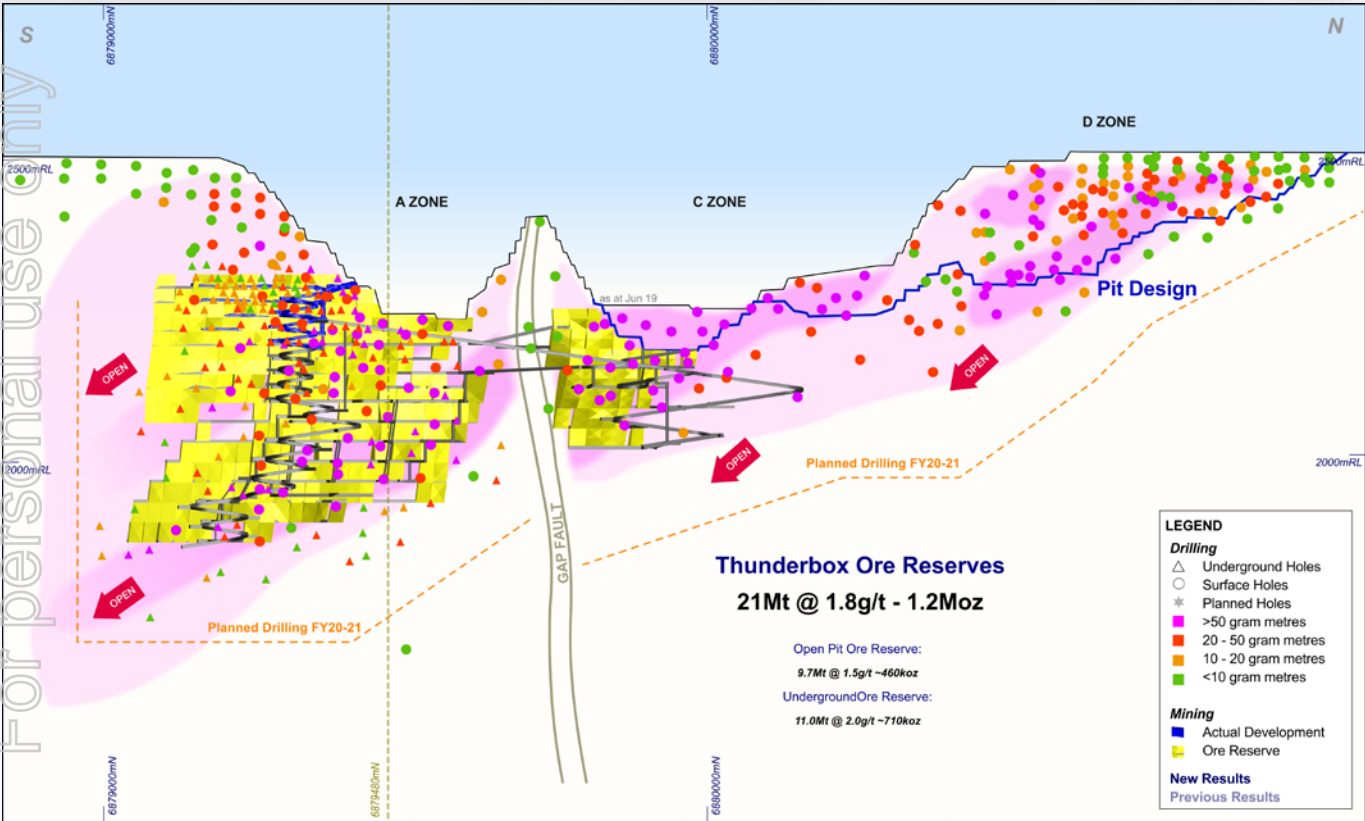 S
N
6879000mN
6880000mN
For personal use only
D ZONE
2500mRL
2500mRL
A ZONE
C ZONE
as at Jun 19
Pit Design
OPEN
OPEN
OPEN
OPEN
2000mRL
2000mRL
Planned Drilling FY20-21
Planned Drilling FY20-21
GAP FAULT
Thunderbox Ore Reserves
21Mt @ 1.8g/t - 1.2Moz
Open Pit Ore Reserve:
9.7Mt @ 1.5g/t ~460koz
UndergroundOre Reserve:
11.0Mt @ 2.0g/t ~710koz
LEGEND
Drilling
Underground Holes
Surface Holes
Planned Holes
>50 gram metres
20 - 50 gram metres
10 - 20 gram metres
<10 gram metres
Mining
Actual Development
Ore Reserve
New Results
Previous Results
6879000mN
6879480mN
6880000mN